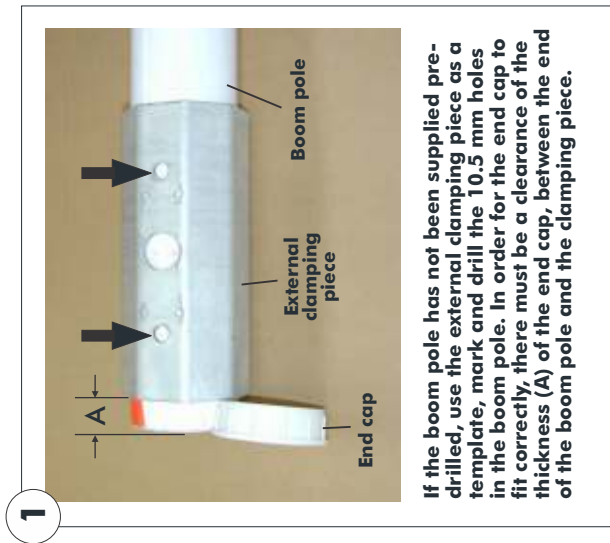 1
A
Boom pole
External
clamping
piece
End cap
If the boom pole has not been supplied pre-
drilled, use the external clamping piece as a
template, mark and drill the 10.5 mm holes
in the boom pole. In order for the end cap to
fit correctly, there must be a clearance of the
thickness (A) of the end cap, between the end
of the boom pole and the clamping piece.